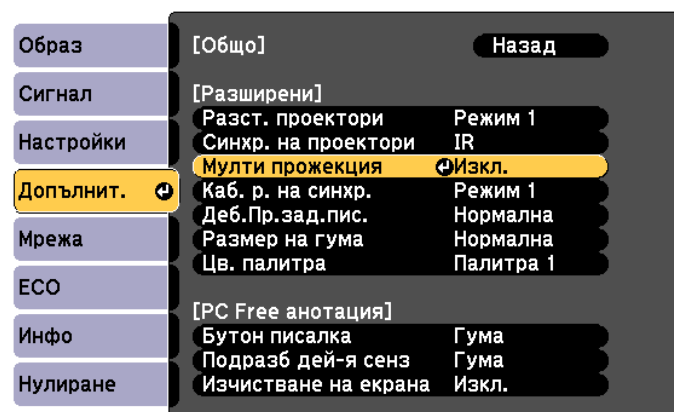 Образ
Сигнал
Настройки
Допълнит.
Мрежа
ECO
Инфо
Нулиране
[Общо] Назад
[Разширени]
Разст. проектори Режим 1
Синхр. на проектори IR
Мулти прожекция Изкл.
Каб. р. на синхр. Режим 1
Деб.Пр.зад.пис. Нормална
Размер на гума Нормална
Цв. палитра Палитра 1
[PC Free анотация]
Бутон писалка Гума
Подразб дей-я сенз Гума
Изчистване на екрана Изкл.